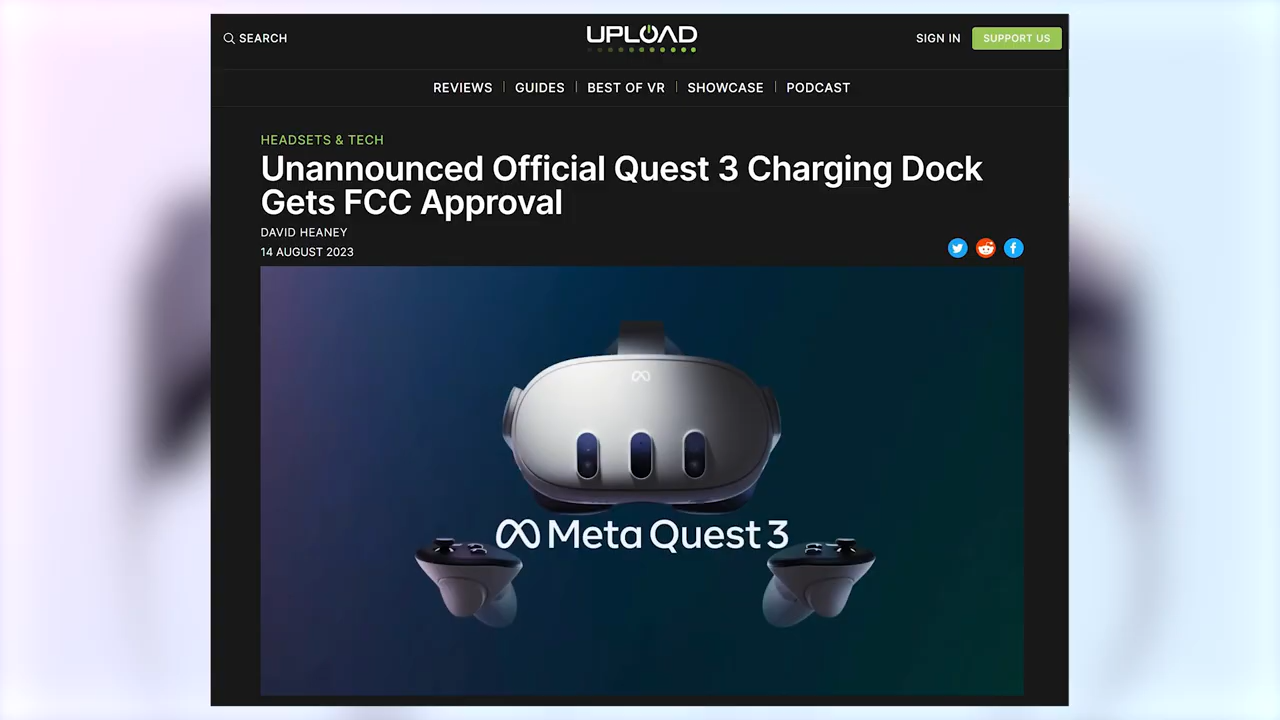 SEARCH
UPLOAD
SIGN IN
SUPPORT US
REVIEWS
GUIDES
BEST OF VR
SHOWCASE
PODCAST
HEADSETS & TECH
Unannounced Official Quest 3 Charging Dock
Gets FCC Approval
DAVID HEANEY
14 AUGUST 2023
Meta Quest 3